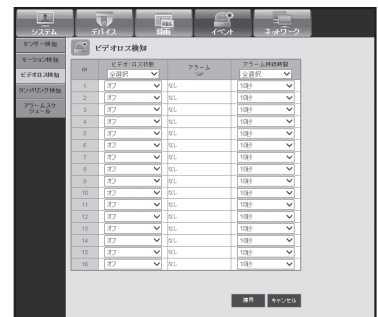 システム デバイス 録画 イベント ネットワーク
REC
センサー検知
モーション検知
ビデオロス検知
タンパリング検知
アラームスケジュール
ビデオロス検知
CH ビデオ・ロス状態 アラーム アラーム持続時間
全選択 全選択
1 オフ なし 10秒
2 オフ なし 10秒
3 オフ なし 10秒
4 オフ なし 10秒
5 オフ なし 10秒
6 オフ なし 10秒
7 オフ なし 10秒
8 オフ なし 10秒
9 オフ なし 10秒
10 オフ なし 10秒
11 オフ なし 10秒
12 オフ なし 10秒
13 オフ なし 10秒
14 オフ なし 10秒
15 オフ なし 10秒
16 オフ なし 10秒
適用 キャンセル